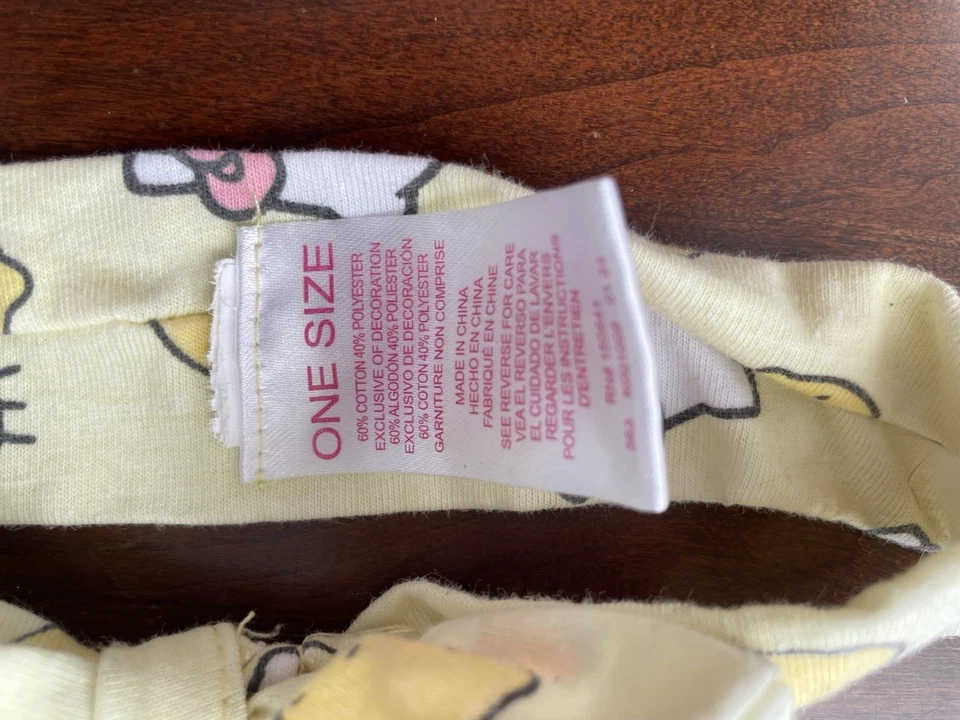 ONE SIZE
60% COTTON 40% POLYESTER
EXCLUSIVE OF DECORATION
60% ALGODÓN 40% POLIESTER
EXCLUSIVO DE DECORACIÓN
60% COTON 40% POLYESTER
GARNITURE NON COMPRISE
MADE IN CHINA
HECHO EN CHINA
FABRIQUÉ EN CHINE
SEE REVERSE FOR CARE
VEA EL REVERSO PARA
EL CUIDADO DE LAVAR
REGARDER L'ENVERS
POUR LES INSTRUCTIONS
D'ENTRETIEN
RN#